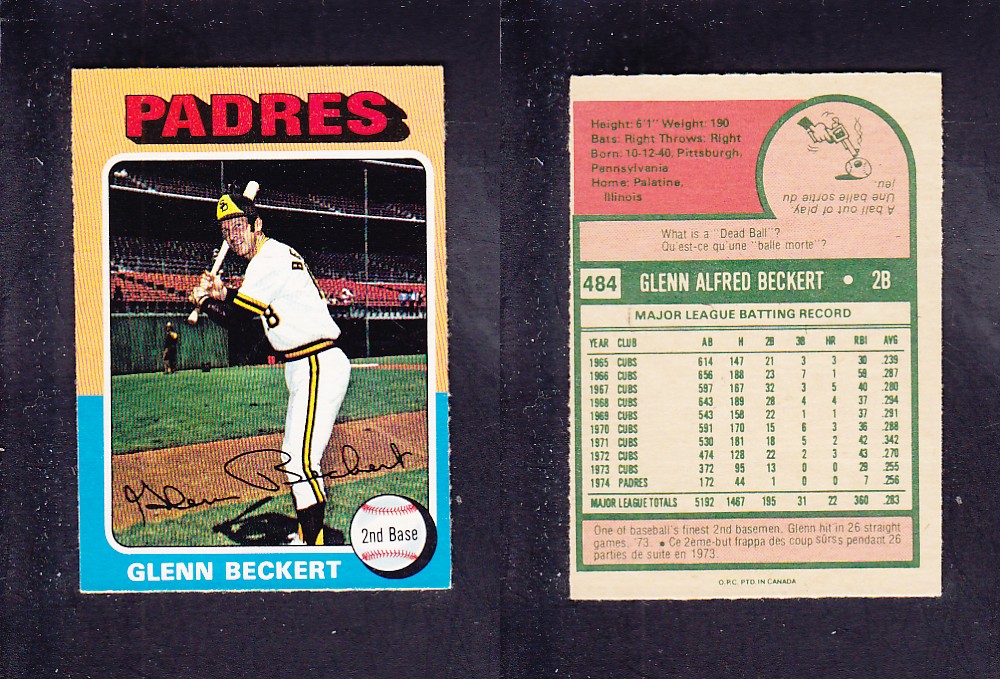 PADRES
Glenn Beckert
2nd Base
GLENN BECKERT
Height: 6'1" Weight: 190
Bats: Right Throws: Right
Born: 10-12-40, Pittsburgh,
Pennsylvania
Home: Palatine,
Illinois
A ball out of play.
Une balle sortie du
jeu.
What is a "Dead Ball"?
Qu'est-ce qu'une "balle morte"?
484 GLENN ALFRED BECKERT • 2B
MAJOR LEAGUE BATTING RECORD
YEAR CLUB AB H 2B 3B HR RBI AVG
1965 CUBS 614 147 21 3 3 30 .239
1966 CUBS 656 188 23 7 1 59 .287
1967 CUBS 597 167 32 3 5 40 .280
1968 CUBS 643 189 28 4 4 37 .294
1969 CUBS 543 158 22 1 1 37 .291
1970 CUBS 591 170 15 6 3 36 .288
1971 CUBS 530 181 18 5 2 42 .342
1972 CUBS 474 128 22 2 3 43 .270
1973 CUBS 372 95 13 0 0 29 .255
1974 PADRES 172 44 1 0 0 7 .256
MAJOR LEAGUE TOTALS 5192 1467 195 31 22 360 .283
One of baseball's finest 2nd basemen, Glenn hit in 26 straight
games, '73. • Ce 2ème-but frappa des coup sûrss pendant 26
parties de suite en 1973.
O.P.C. PTD. IN CANADA